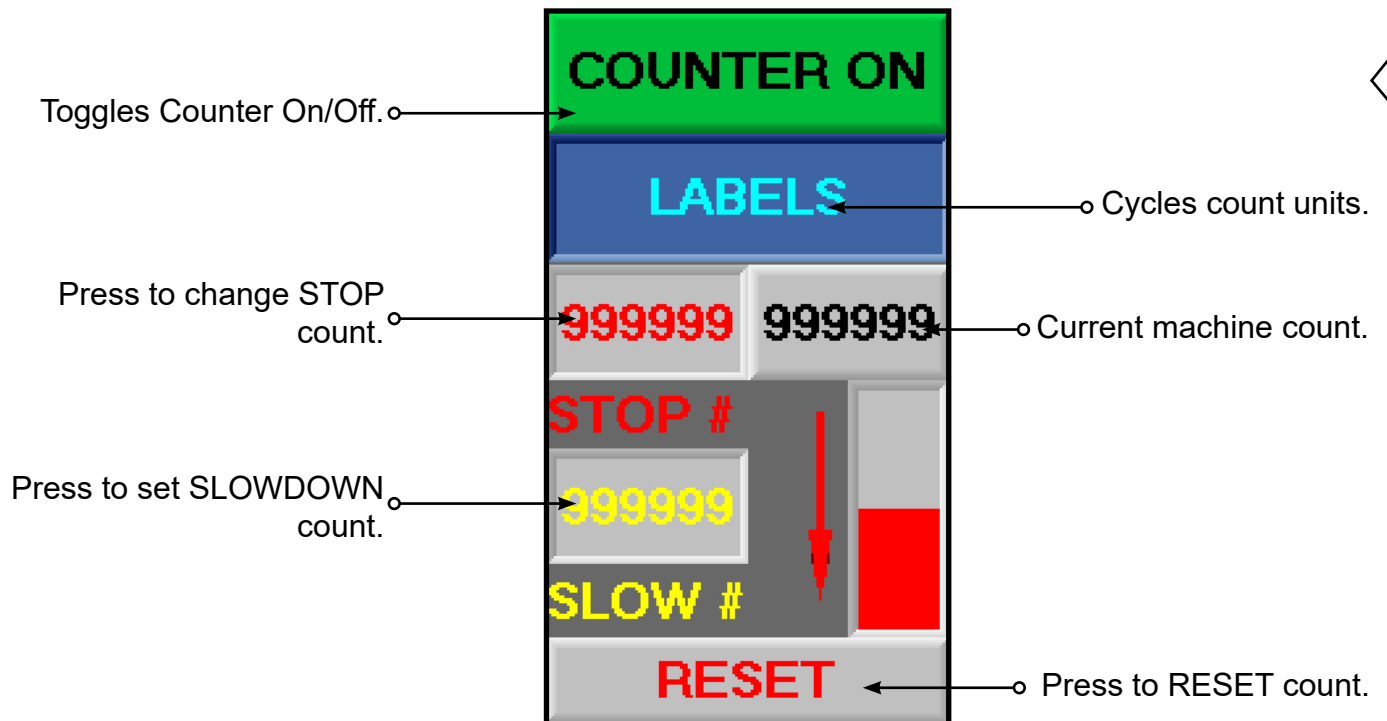 COUNTER ON
Toggles Counter On/Off.
LABELS
Cycles count units.
Press to change STOP
count.
999999
999999
Current machine count.
STOP #
Press to set SLOWDOWN
count.
999999
SLOW #
RESET
Press to RESET count.